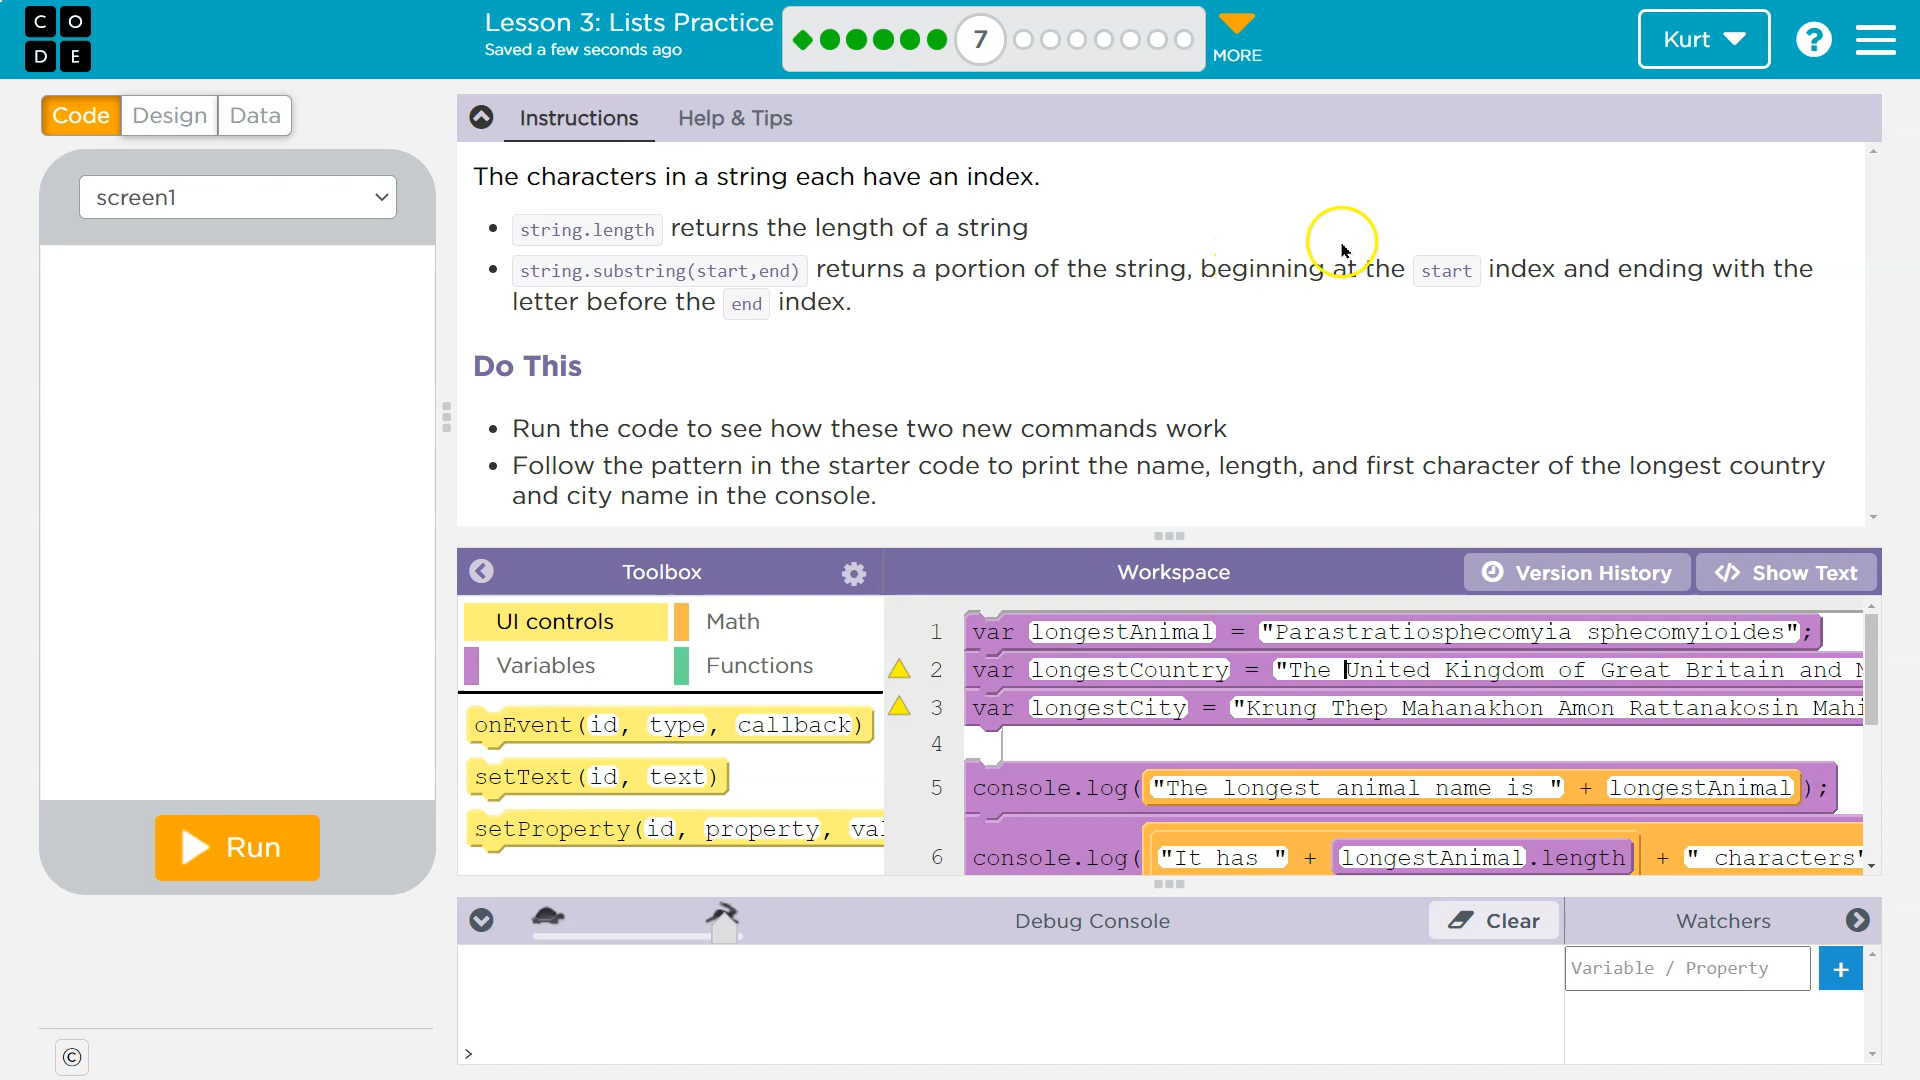 C O
D E
Lesson 3: Lists Practice
Saved a few seconds ago
7
MORE
Kurt
?
Code Design Data
screen1
Run
©
Instructions Help & Tips
The characters in a string each have an index.
• string.length returns the length of a string
• string.substring(start,end) returns a portion of the string, beginning at the start index and ending with the
letter before the end index.
Do This
• Run the code to see how these two new commands work
• Follow the pattern in the starter code to print the name, length, and first character of the longest country
and city name in the console.
Toolbox
Workspace
Version History
</> Show Text
UI controls Math
Variables Functions
onEvent(id, type, callback)
setText(id, text)
setProperty(id, property, val
1 var longestAnimal = "Parastratiosphecomyia sphecomyioides";
2 var longestCountry = "The United Kingdom of Great Britain and N
3 var longestCity = "Krung Thep Mahanakhon Amon Rattanakosin Mahi
4
5 console.log("The longest animal name is " + longestAnimal);
6 console.log("It has " + longestAnimal.length + " characters"
Debug Console
Clear
Watchers
Variable / Property +
>